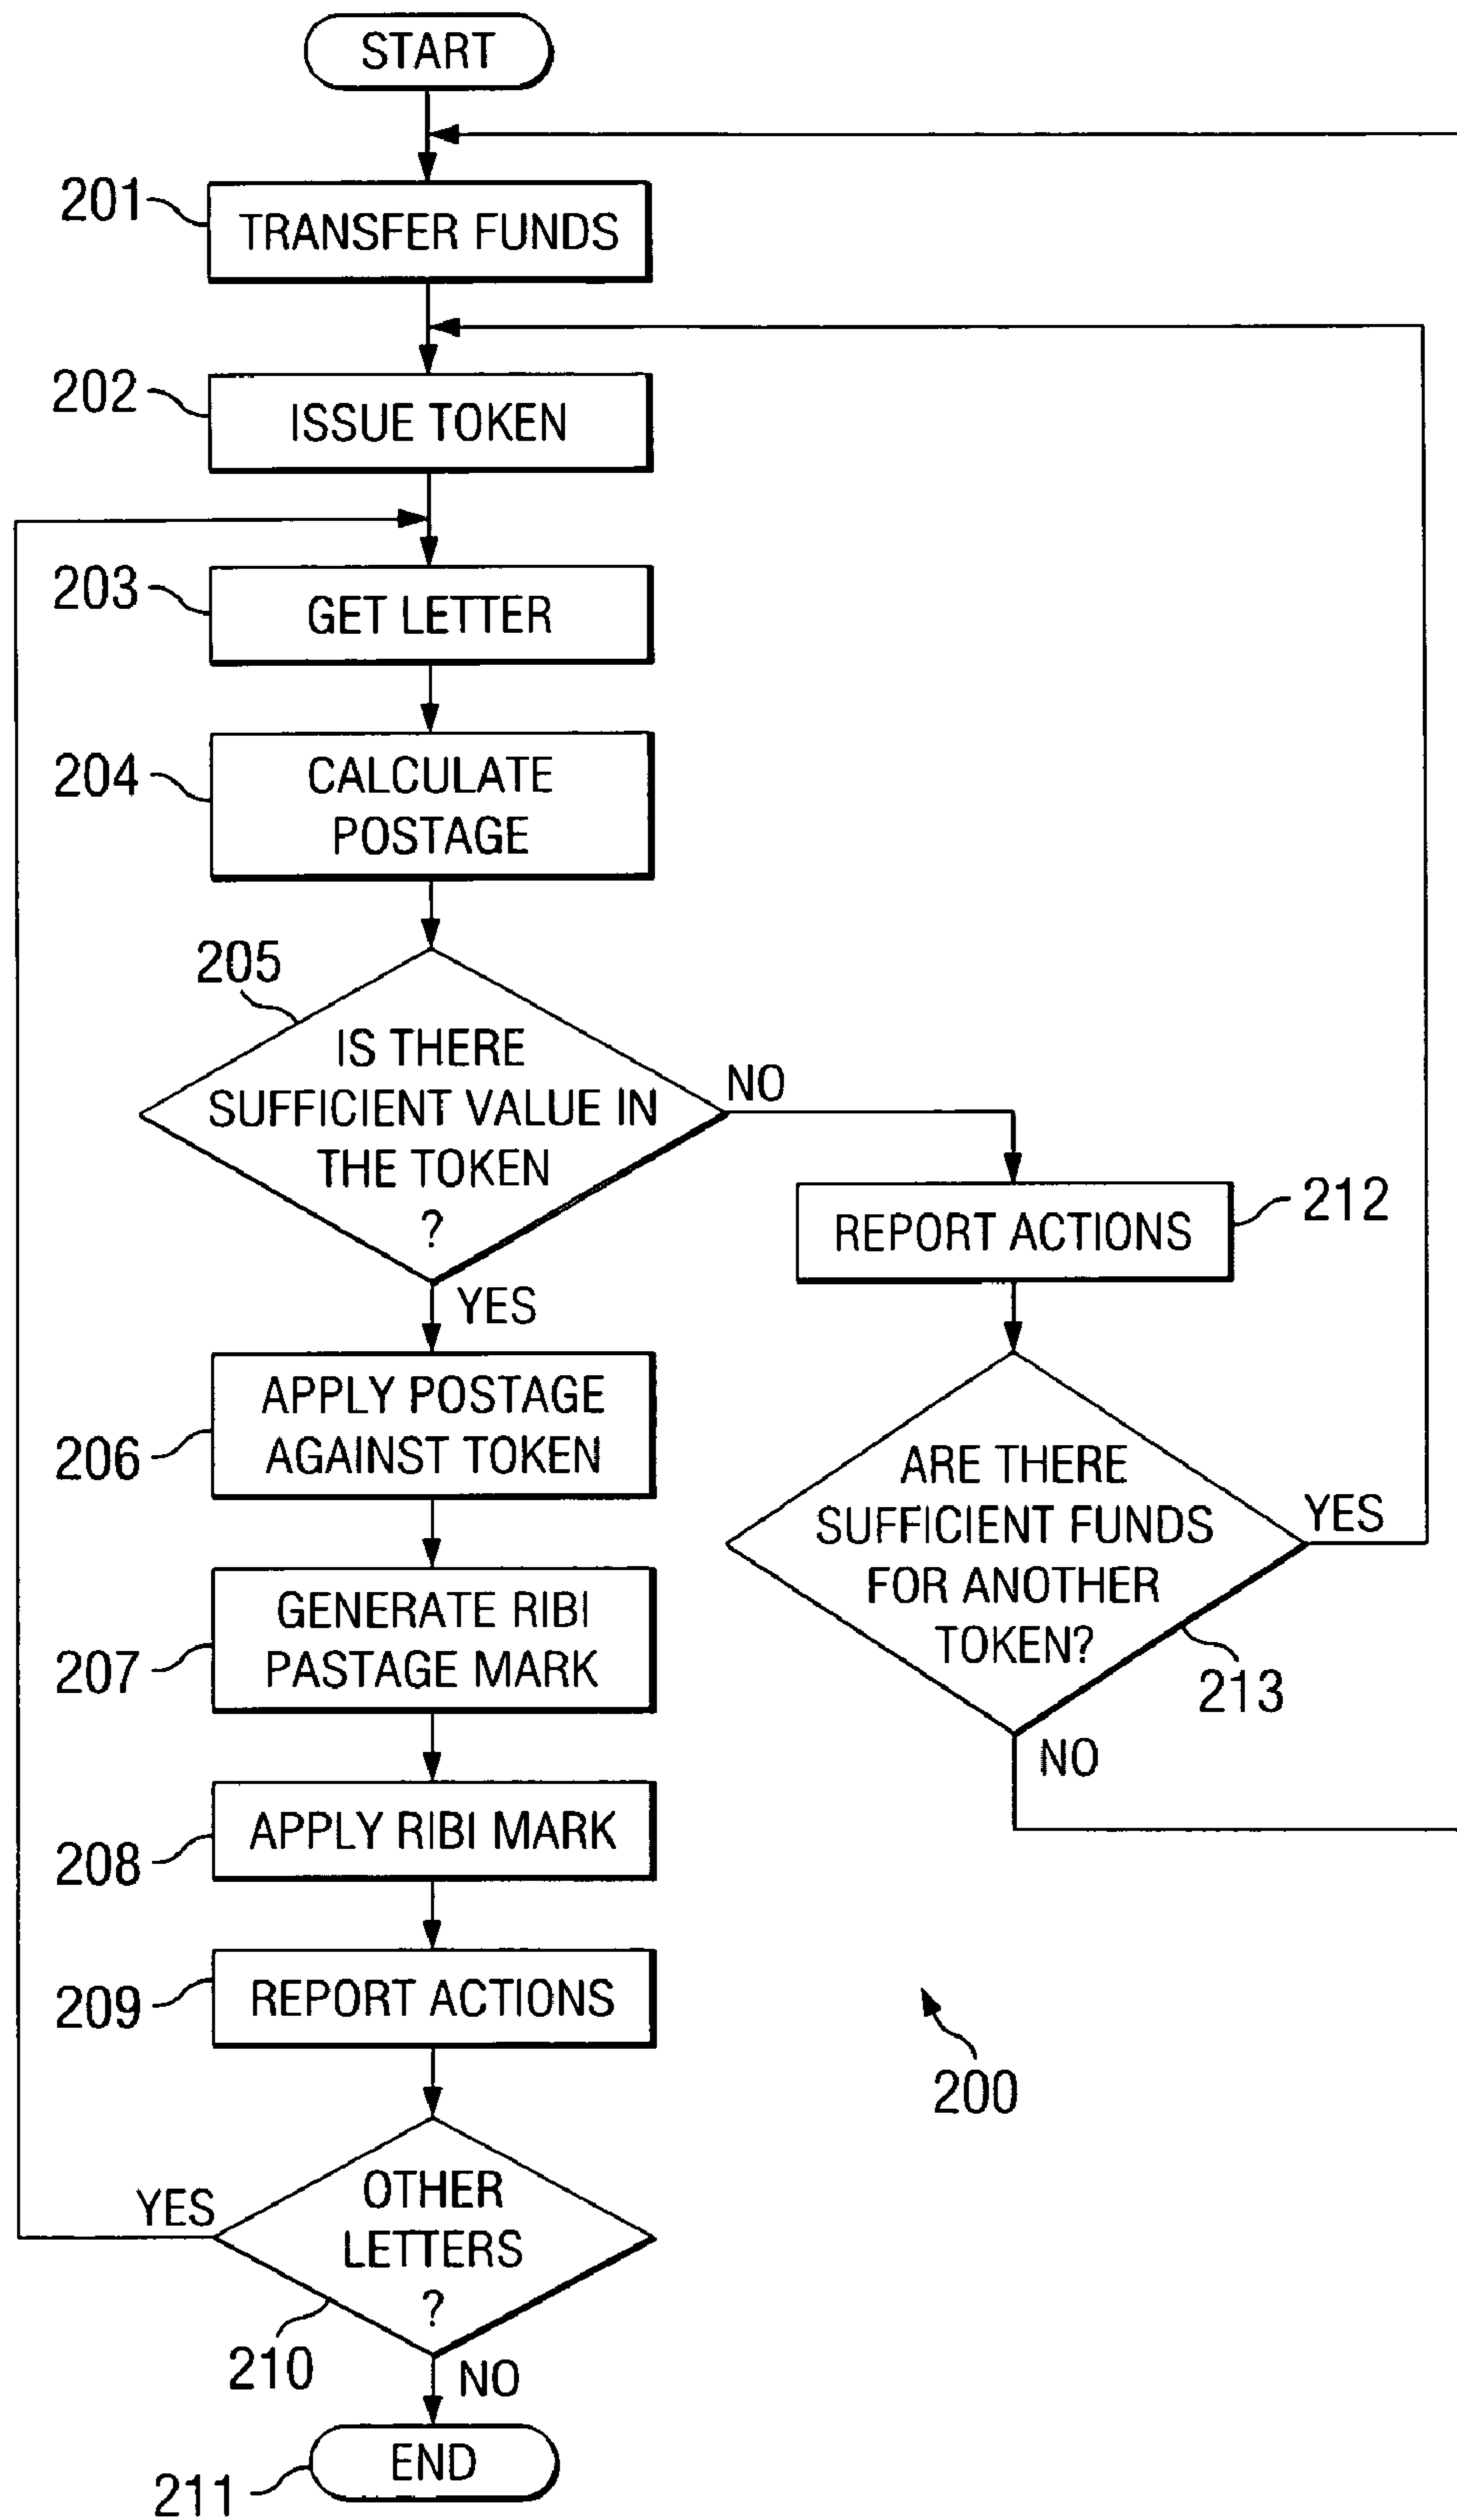 START
201
TRANSFER FUNDS
202
ISSUE TOKEN
203
GET LETTER
204
CALCULATE
POSTAGE
205
IS THERE
SUFFICIENT VALUE IN
THE TOKEN
?
NO
YES
212
REPORT ACTIONS
206
APPLY POSTAGE
AGAINST TOKEN
ARE THERE
SUFFICIENT FUNDS
FOR ANOTHER
TOKEN?
YES
213
NO
207
GENERATE RIBI
PASTAGE MARK
208
APPLY RIBI MARK
209
REPORT ACTIONS
200
YES
OTHER
LETTERS
?
210
NO
211
END